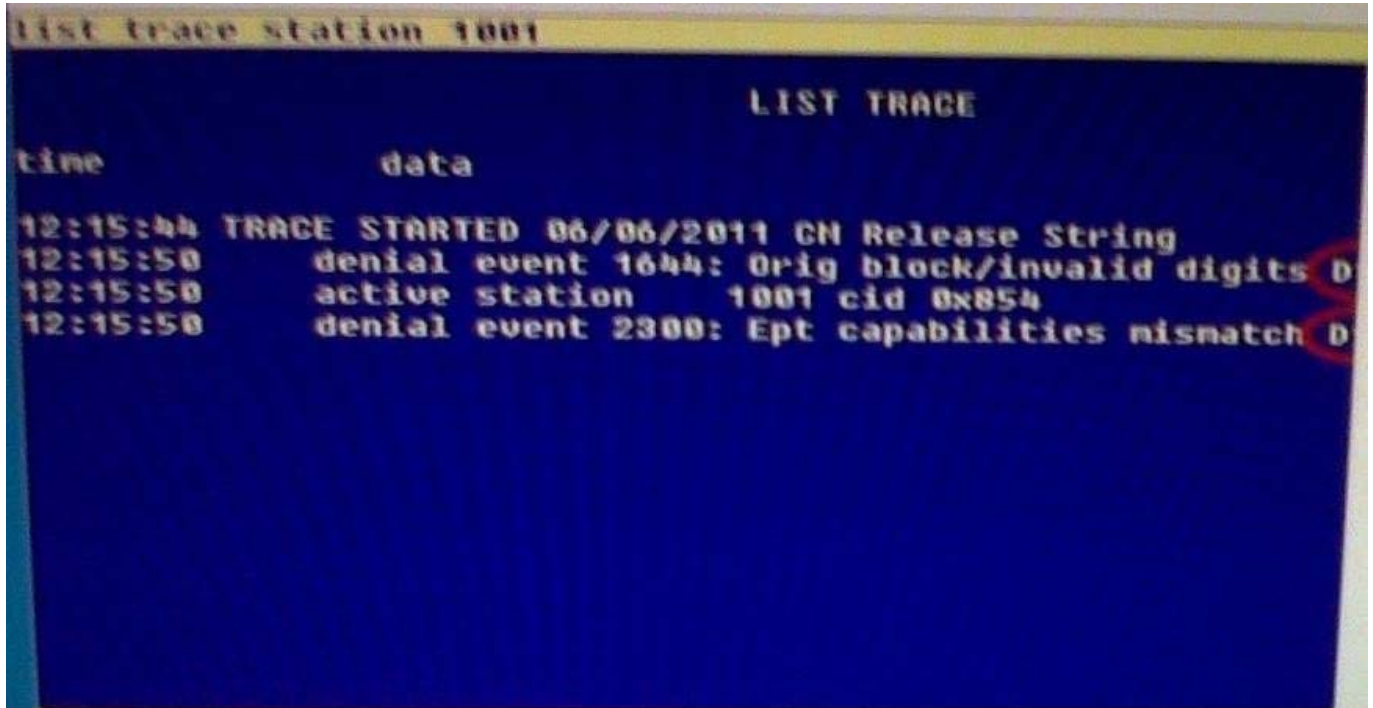 list trace station 1001
LIST TRACE
time data
12:15:44 TRACE STARTED 06/06/2011 CM Release String
12:15:50 denial event 1644: Orig block/invalid digits D
12:15:50 active station 1001 cid 0x854
12:15:50 denial event 2300: Ept capabilities mismatch D